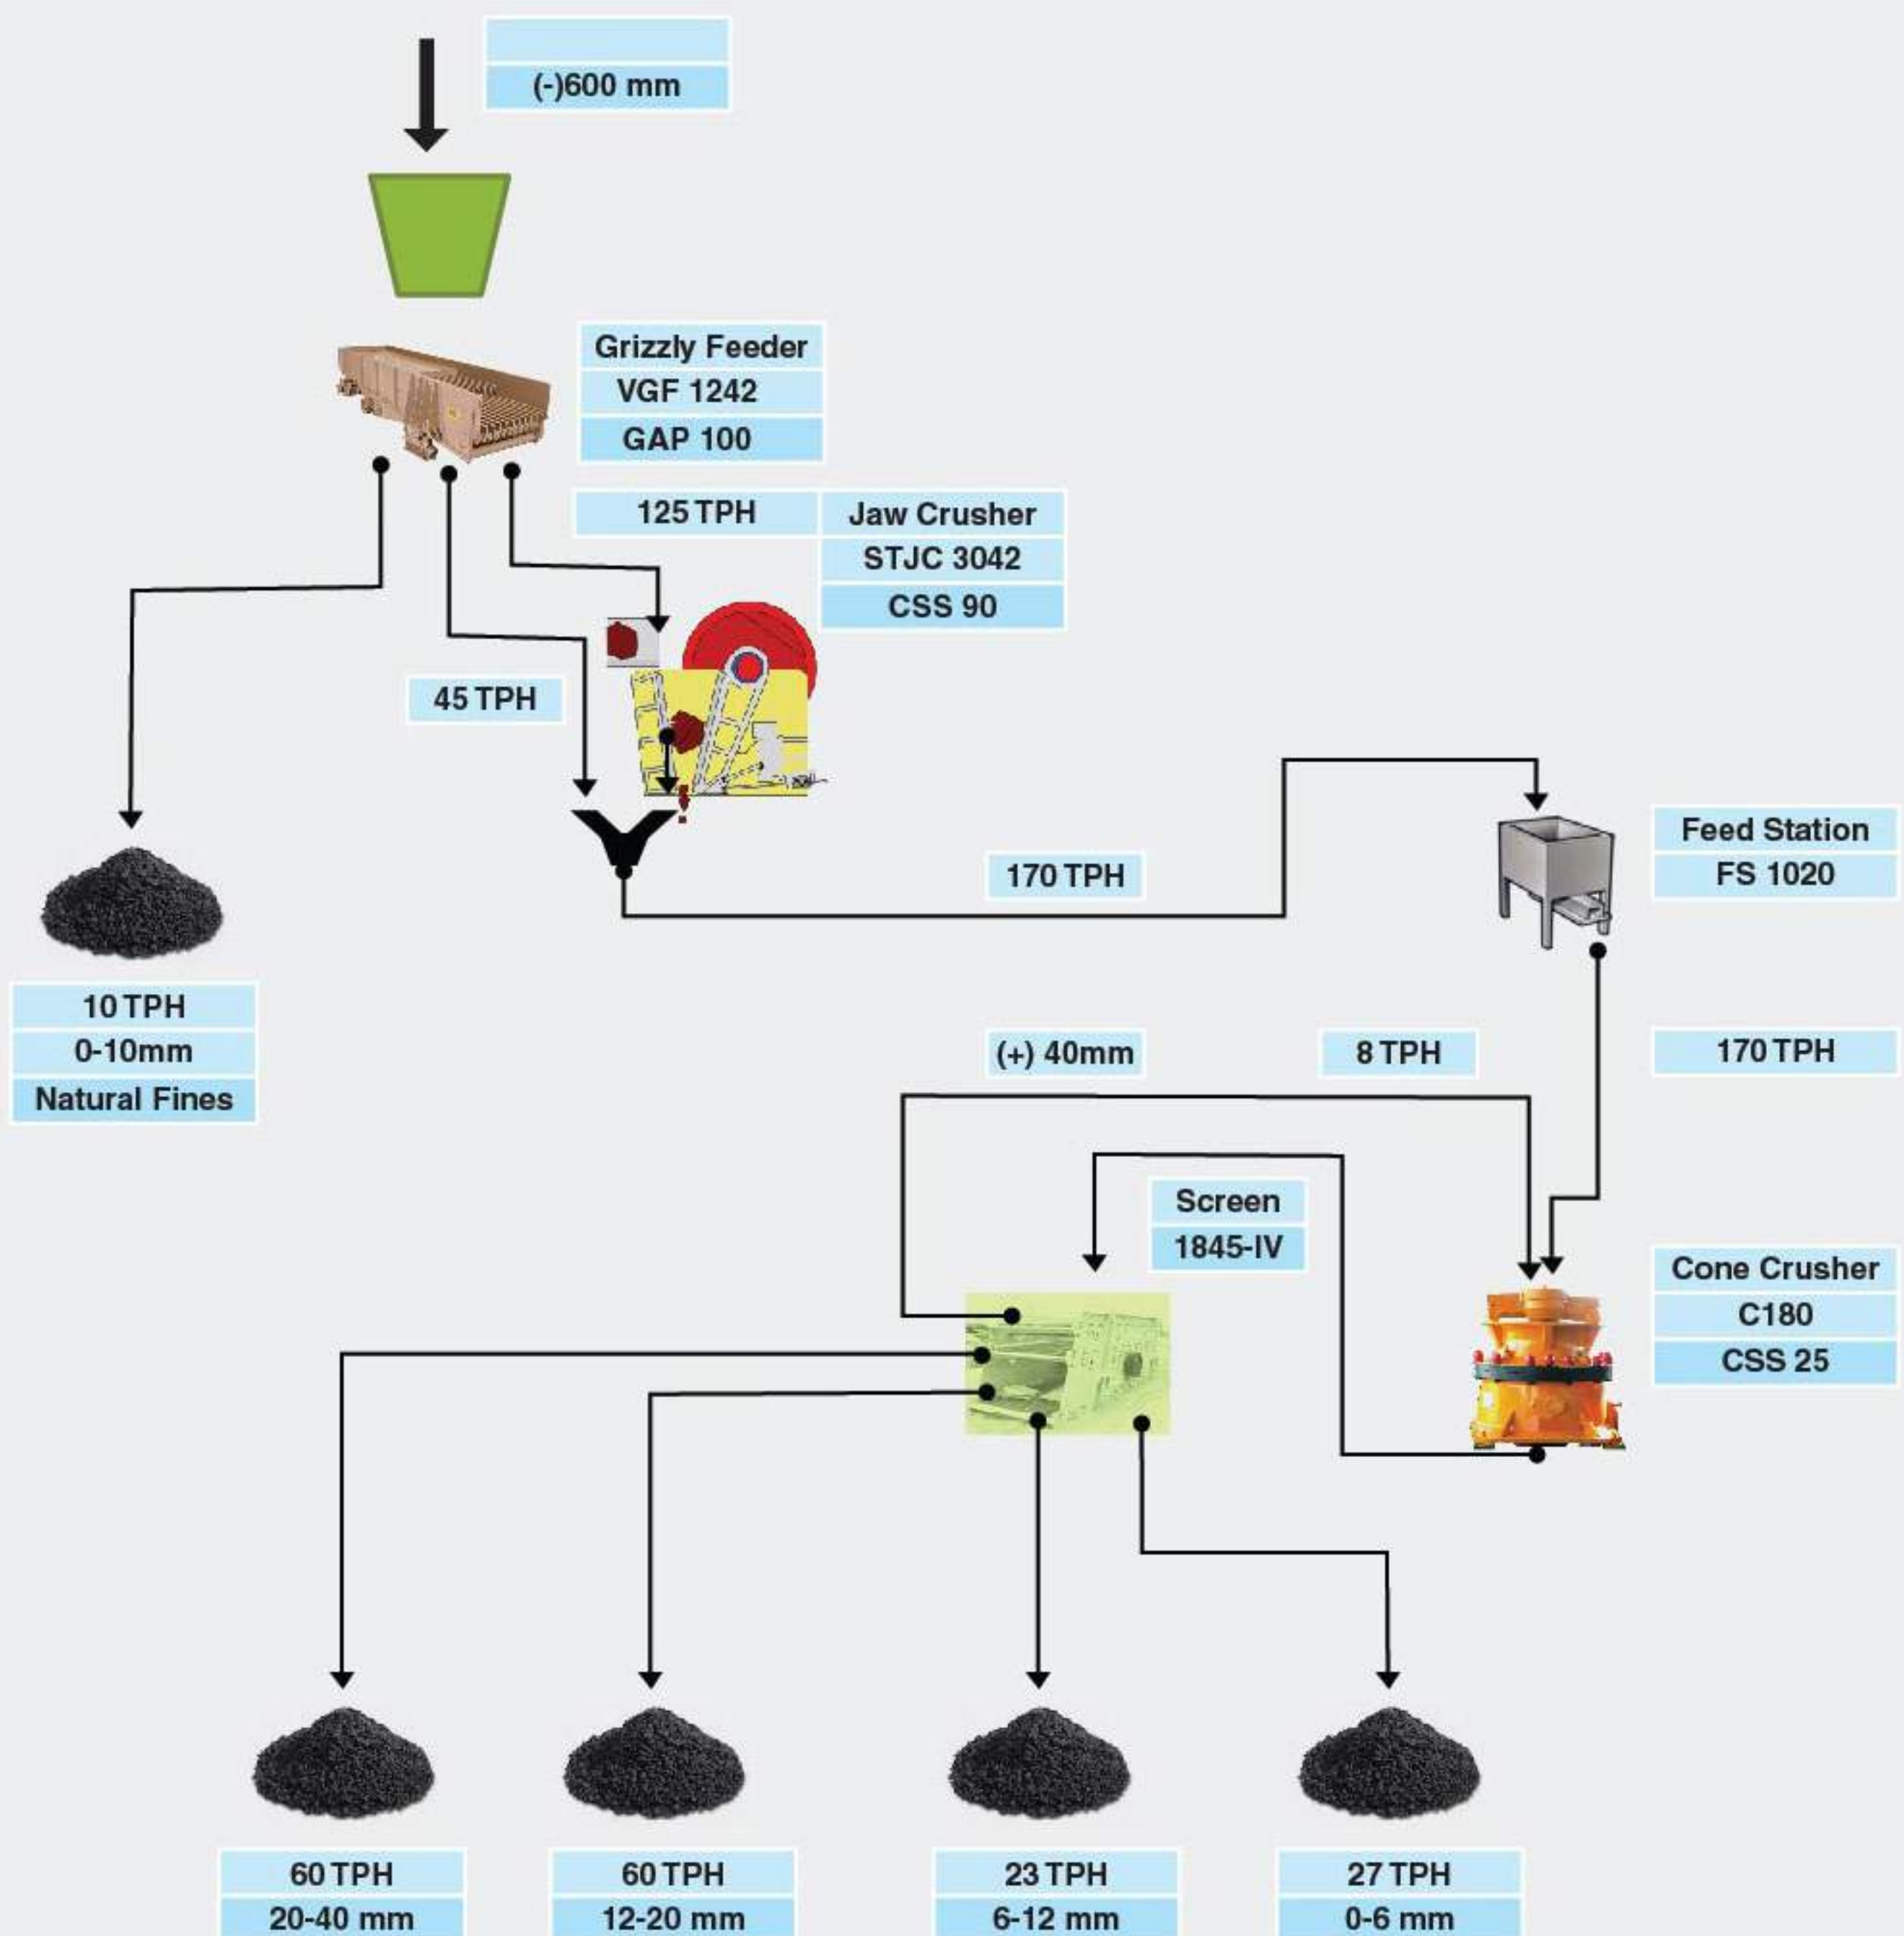 (-)600 mm
Grizzly Feeder
VGF 1242
GAP 100
125 TPH
Jaw Crusher
STJC 3042
CSS 90
45 TPH
170 TPH
Feed Station
FS 1020
10 TPH
0-10mm
Natural Fines
(+) 40mm
8 TPH
170 TPH
Screen
1845-IV
Cone Crusher
C180
CSS 25
60 TPH
20-40 mm
60 TPH
12-20 mm
23 TPH
6-12 mm
27 TPH
0-6 mm